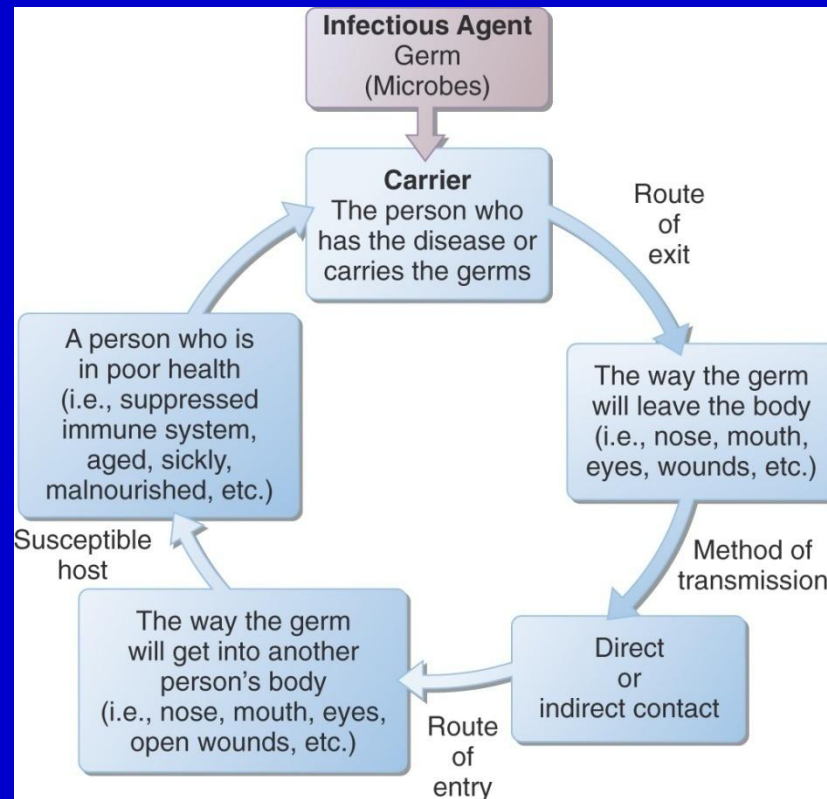 Infectious Agent
Germ
(Microbes)
Carrier
The person who
has the disease or
carries the germs
Route
of
exit
The way the germ
will leave the body
(i.e., nose, mouth,
eyes, wounds, etc.)
Method of
transmission
Direct
or
indirect contact
Route
of
entry
The way the germ
will get into another
person's body
(i.e., nose, mouth, eyes,
open wounds, etc.)
Susceptible
host
A person who is
in poor health
(i.e., suppressed
immune system,
aged, sickly,
malnourished, etc.)